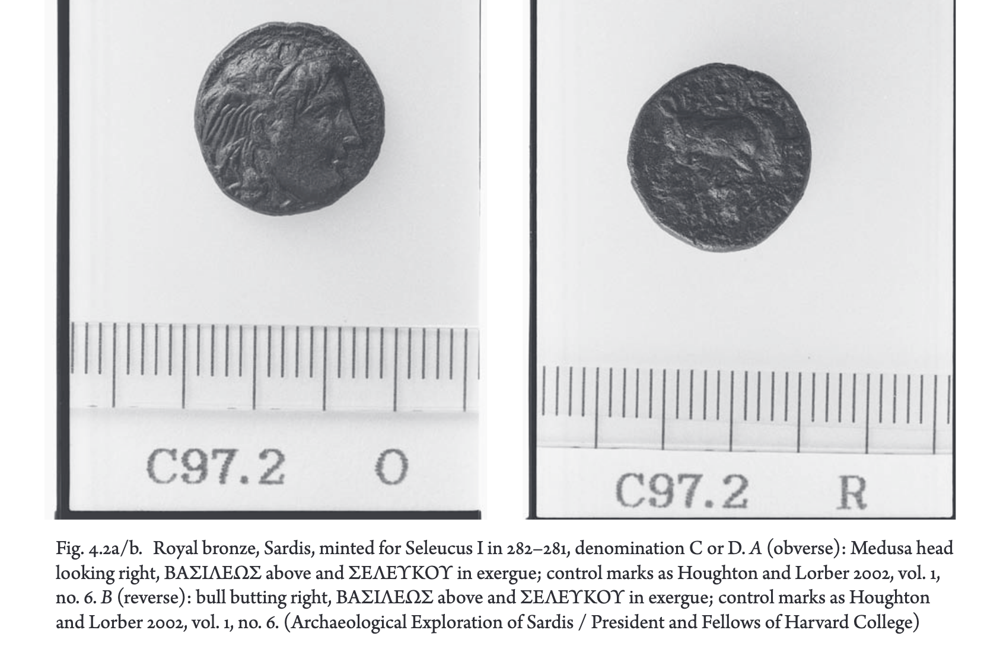 C97.2 O
C97.2 R
Fig. 4.2a/b. Royal bronze, Sardis, minted for Seleucus I in 282–281, denomination C or D. A (obverse): Medusa head
looking right, ΒΑΣΙΛΕΩΣ above and ΣΕΛΕΥΚΟΥ in exergue; control marks as Houghton and Lorber 2002, vol. 1,
no. 6. B (reverse): bull butting right, ΒΑΣΙΛΕΩΣ above and ΣΕΛΕΥΚΟΥ in exergue; control marks as Houghton
and Lorber 2002, vol. 1, no. 6. (Archaeological Exploration of Sardis / President and Fellows of Harvard College)